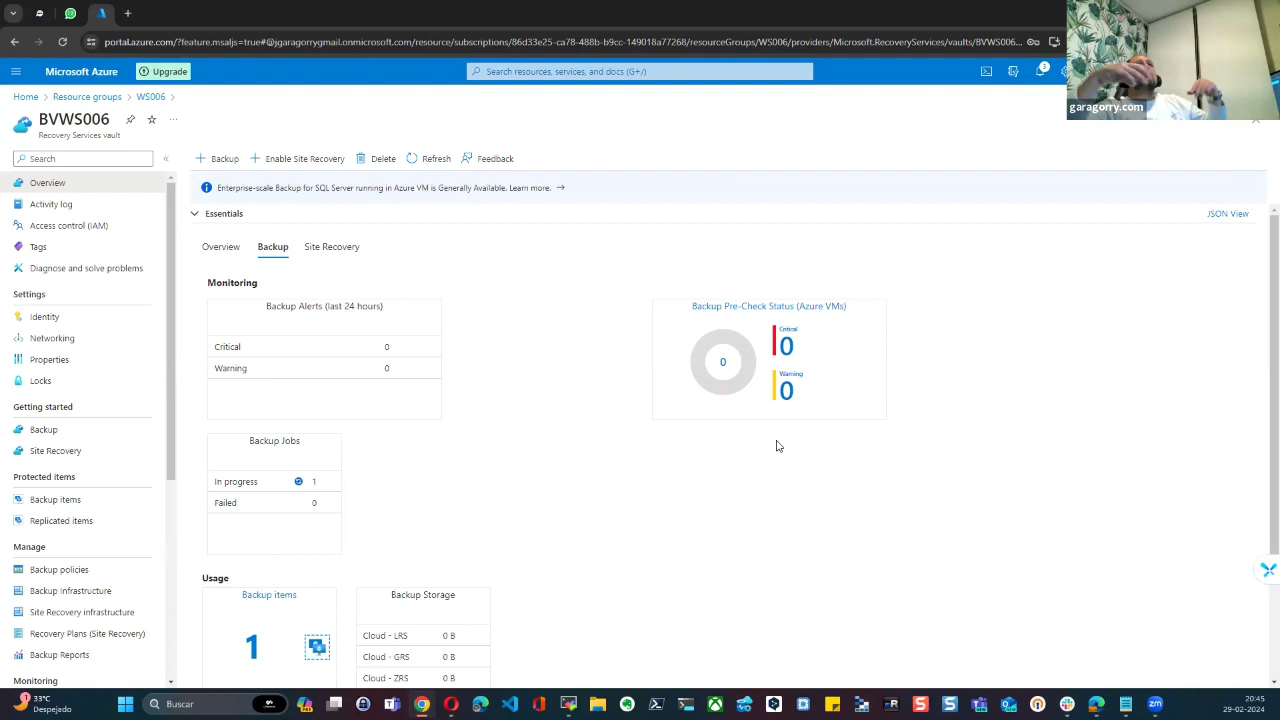 portal.azure.com/?feature.msaljs=true#@jgaragorrygmail.onmicrosoft.com/resource/subscriptions/86d33e25-ca78-488b-b9cc-149018a77268/resourceGroups/WS006/providers/Microsoft.RecoveryServices/vaults/BVWS006...
Microsoft Azure
Upgrade
Search resources, services, and docs (G+/)
3
garagorry.com
Home > Resource groups > WS006 >
BVWS006
Recovery Services vault
Search
Backup
Enable Site Recovery
Delete
Refresh
Feedback
Enterprise-scale Backup for SQL Server running in Azure VM is Generally Available. Learn more.
Essentials
JSON View
Overview
Activity log
Access control (IAM)
Tags
Diagnose and solve problems
Settings
Identity
Networking
Properties
Locks
Getting started
Backup
Site Recovery
Protected items
Backup items
Replicated items
Manage
Backup policies
Backup Infrastructure
Site Recovery infrastructure
Recovery Plans (Site Recovery)
Backup Reports
Monitoring
Overview Backup Site Recovery
Monitoring
Backup Alerts (last 24 hours)
Critical 0
Warning 0
Backup Pre-Check Status (Azure VMs)
0
Critical
0
Warning
0
Backup Jobs
In progress 1
Failed 0
Usage
Backup items
1
Backup Storage
Cloud - LRS 0 B
Cloud - GRS 0 B
Cloud - ZRS 0 B
1
33°C
Despejado
Buscar
20:45
29-02-2024